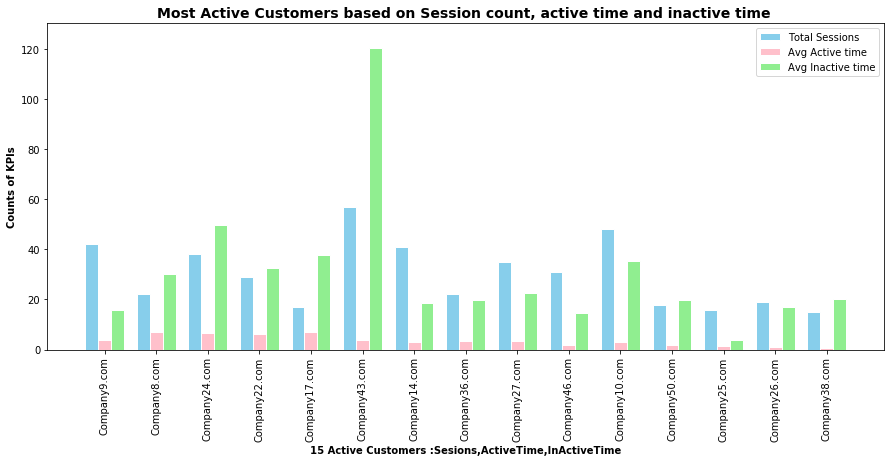 Most Active Customers based on Session count, active time and inactive time
Total Sessions
Avg Active time
Avg Inactive time
Counts of KPIs
120
100
80
60
40
20
0
Company9.com
Company8.com
Company24.com
Company22.com
Company17.com
Company43.com
Company14.com
Company36.com
Company27.com
Company46.com
Company10.com
Company50.com
Company25.com
Company26.com
Company38.com
15 Active Customers :Sesions,ActiveTime,InActiveTime